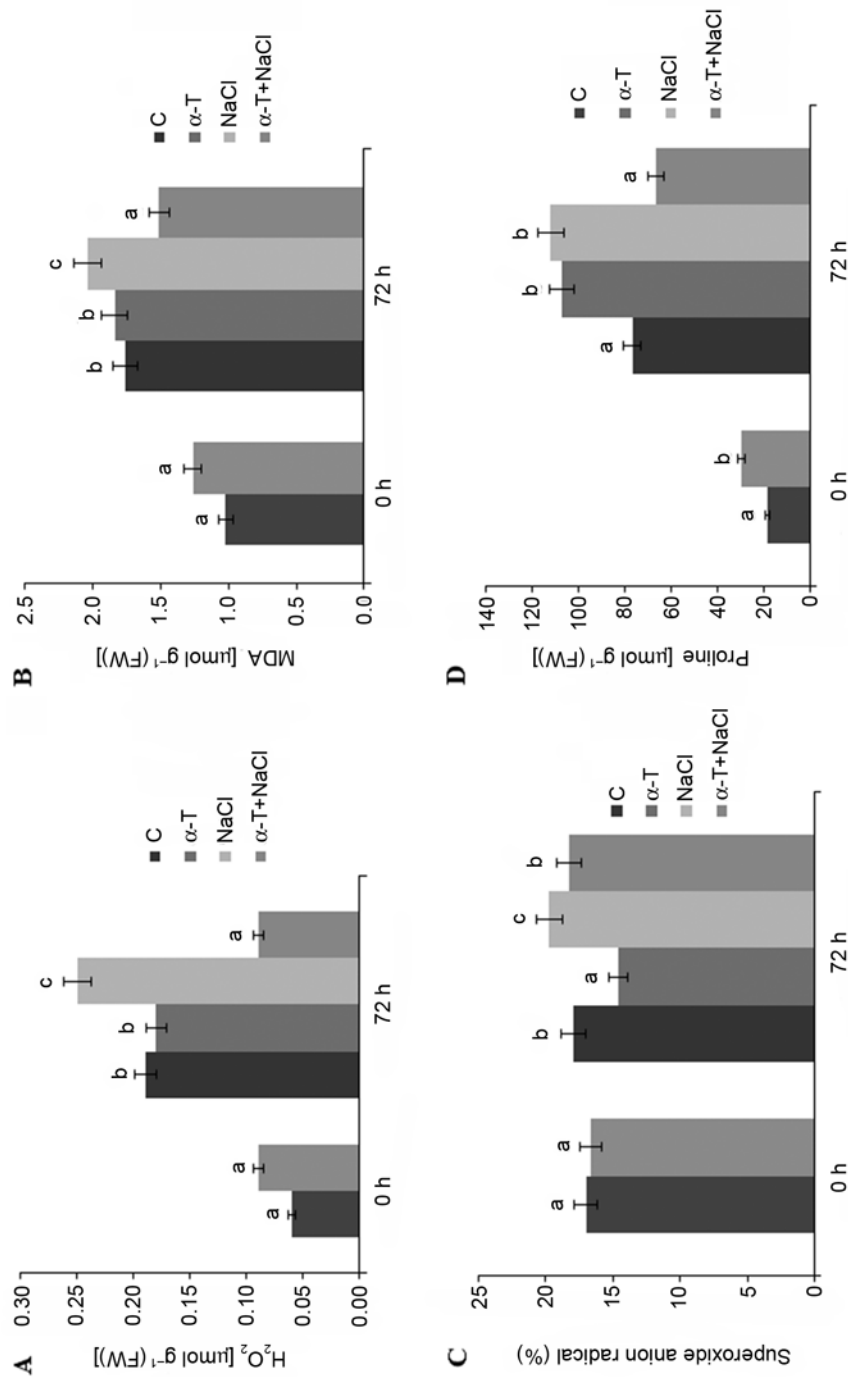 A
H₂O₂ [µmol g⁻¹ (FW)]
0.30
0.25
0.20
0.15
0.10
0.05
0.00
a
a
b
b
c
a
0 h
72 h
C
α-T
NaCl
α-T+NaCl
B
MDA [µmol g⁻¹ (FW)]
2.5
2.0
1.5
1.0
0.5
0.0
a
a
b
b
c
a
0 h
72 h
C
α-T
NaCl
α-T+NaCl
C
Superoxide anion radical (%)
25
20
15
10
5
0
a
a
b
a
c
b
0 h
72 h
C
α-T
NaCl
α-T+NaCl
D
Proline [µmol g⁻¹ (FW)]
140
120
100
80
60
40
20
0
a
b
a
b
b
a
0 h
72 h
C
α-T
NaCl
α-T+NaCl